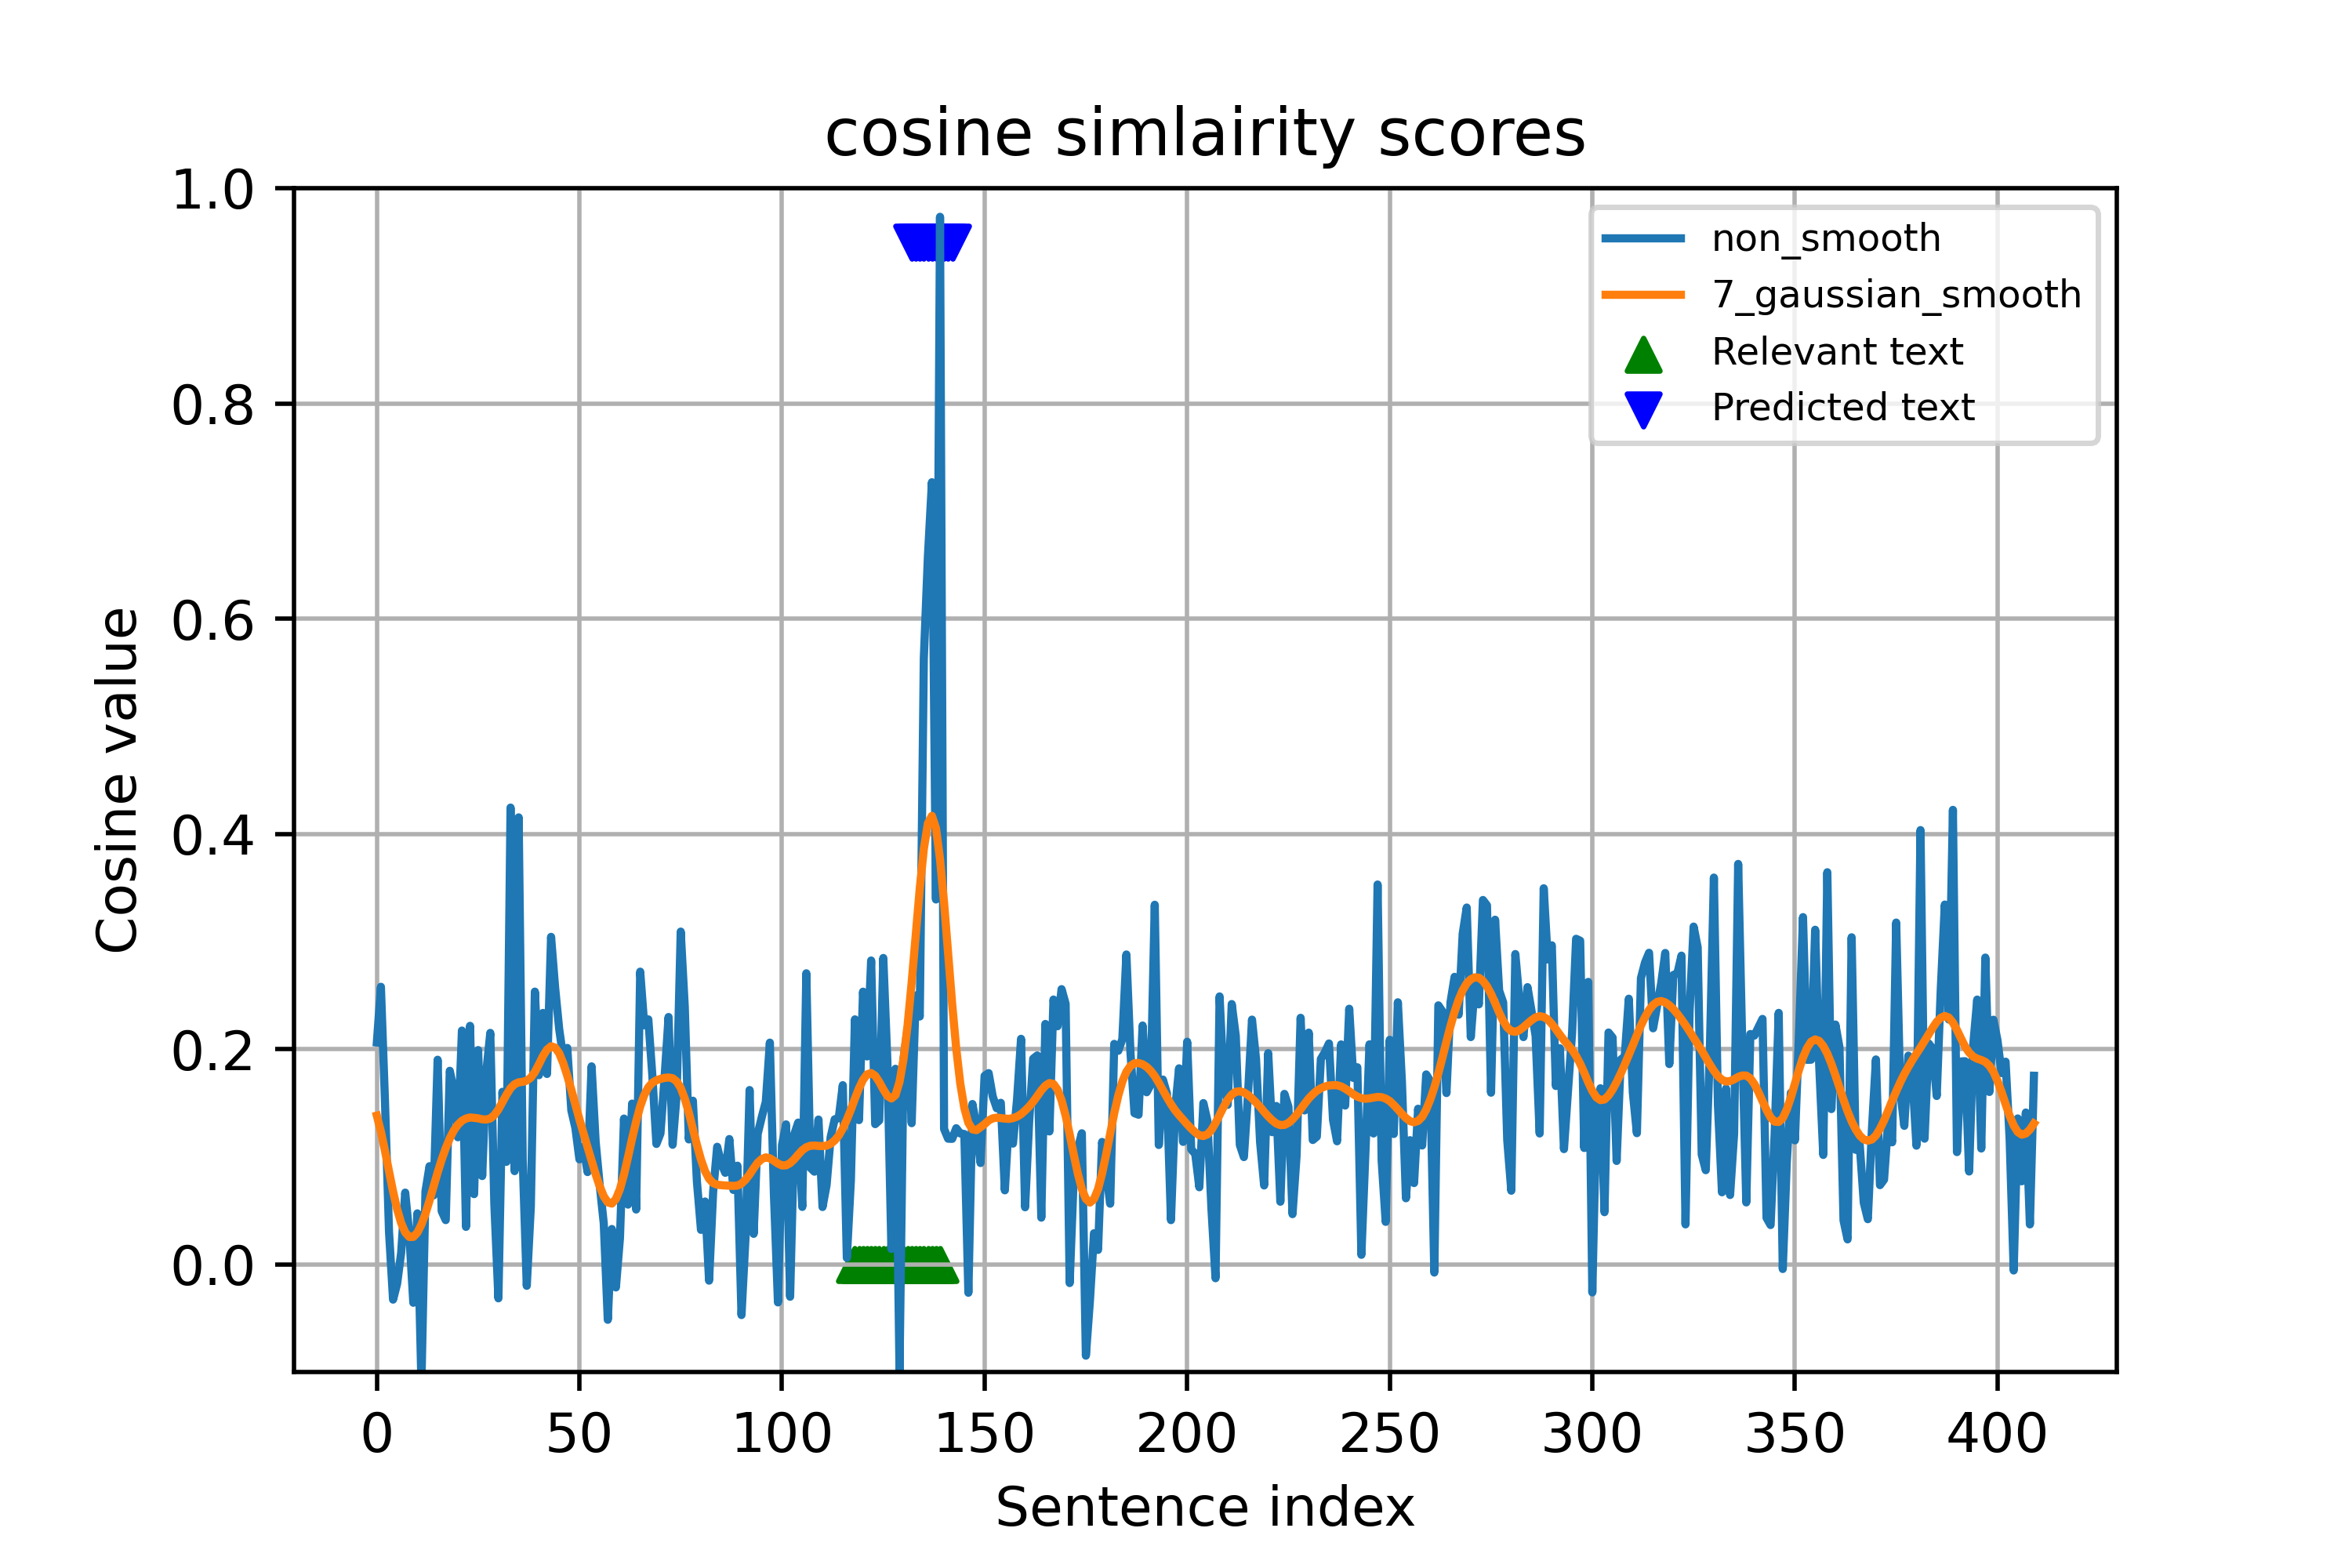 cosine simlairity scores
1.0
0.8
0.6
0.4
0.2
0.0
Cosine value
non_smooth
7_gaussian_smooth
Relevant text
Predicted text
0 50 100 150 200 250 300 350 400
Sentence index